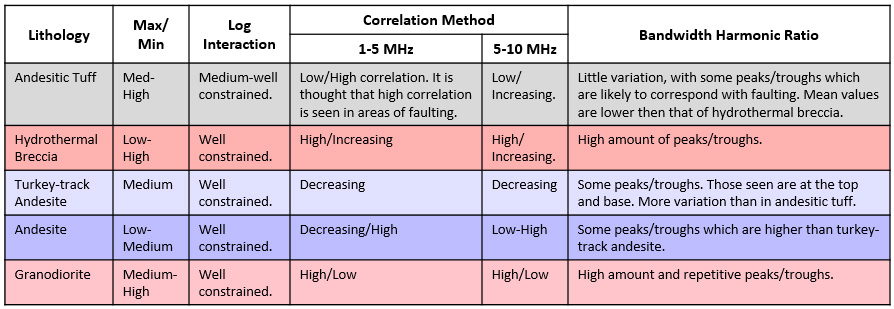 Lithology
Max/
Min
Log
Interaction
Correlation Method
1-5 MHz
5-10 MHz
Bandwidth Harmonic Ratio
Andesitic Tuff
Med-
High
Medium-well
constrained.
Low/High correlation. It is
thought that high correlation
is seen in areas of faulting.
Low/
Increasing.
Little variation, with some peaks/troughs which
are likely to correspond with faulting. Mean values
are lower then that of hydrothermal breccia.
Hydrothermal
Breccia
Low-
High
Well
constrained.
High/Increasing
High/
Increasing.
High amount of peaks/troughs.
Turkey-track
Andesite
Medium
Well
constrained.
Decreasing
Decreasing
Some peaks/troughs. Those seen are at the top
and base. More variation than in andesitic tuff.
Andesite
Low-
Medium
Well
constrained.
Decreasing/High
Low-High
Some peaks/troughs which are higher than turkey-
track andesite.
Granodiorite
Medium-
High
Well
constrained.
High/Low
High/Low
High amount and repetitive peaks/troughs.